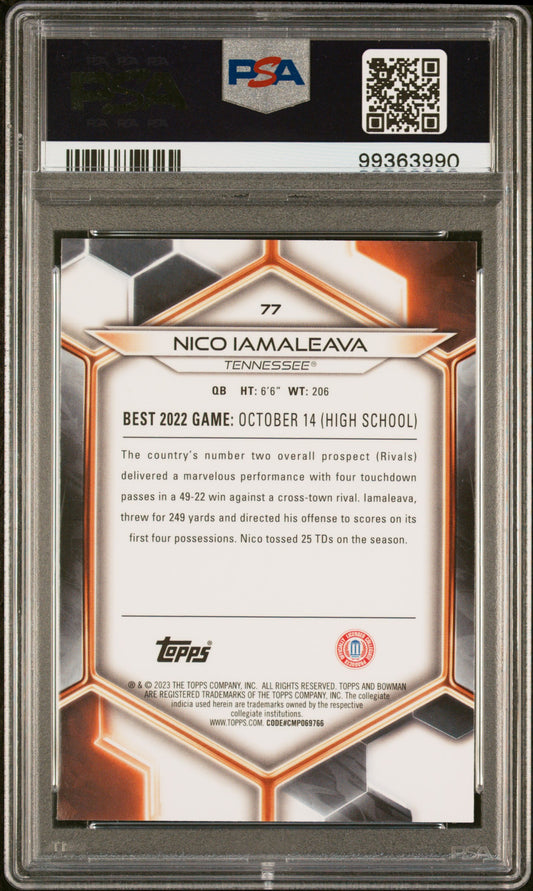 PSA
99363990
77
NICO IAMALEAVA
TENNESSEE®
QB HT: 6'6" WT: 206
BEST 2022 GAME: OCTOBER 14 (HIGH SCHOOL)
The country's number two overall prospect (Rivals)
delivered a marvelous performance with four touchdown
passes in a 49-22 win against a cross-town rival. Iamaleava,
threw for 249 yards and directed his offense to scores on its
first four possessions. Nico tossed 25 TDs on the season.
Topps®
OFFICIALLY LICENSED COLLEGIATE PRODUCTS
® & © 2023 THE TOPPS COMPANY, INC. ALL RIGHTS RESERVED. TOPPS AND BOWMAN
ARE REGISTERED TRADEMARKS OF THE TOPPS COMPANY, INC. The collegiate
indicia used herein are trademarks owned by the respective
collegiate institutions.
WWW.TOPPS.COM. CODE#CMP069766
PSA